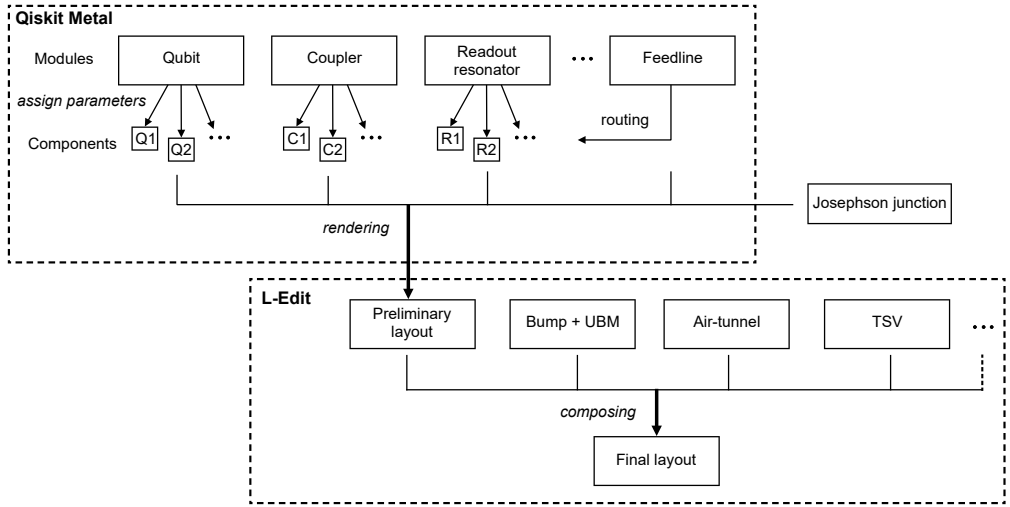 Qiskit Metal
Modules
Qubit
Coupler
Readout
resonator
...
Feedline
assign parameters
Components
Q1
Q2
...
C1
C2
...
R1
R2
...
routing
Josephson junction
rendering
L-Edit
Preliminary
layout
Bump + UBM
Air-tunnel
TSV
...
composing
Final layout